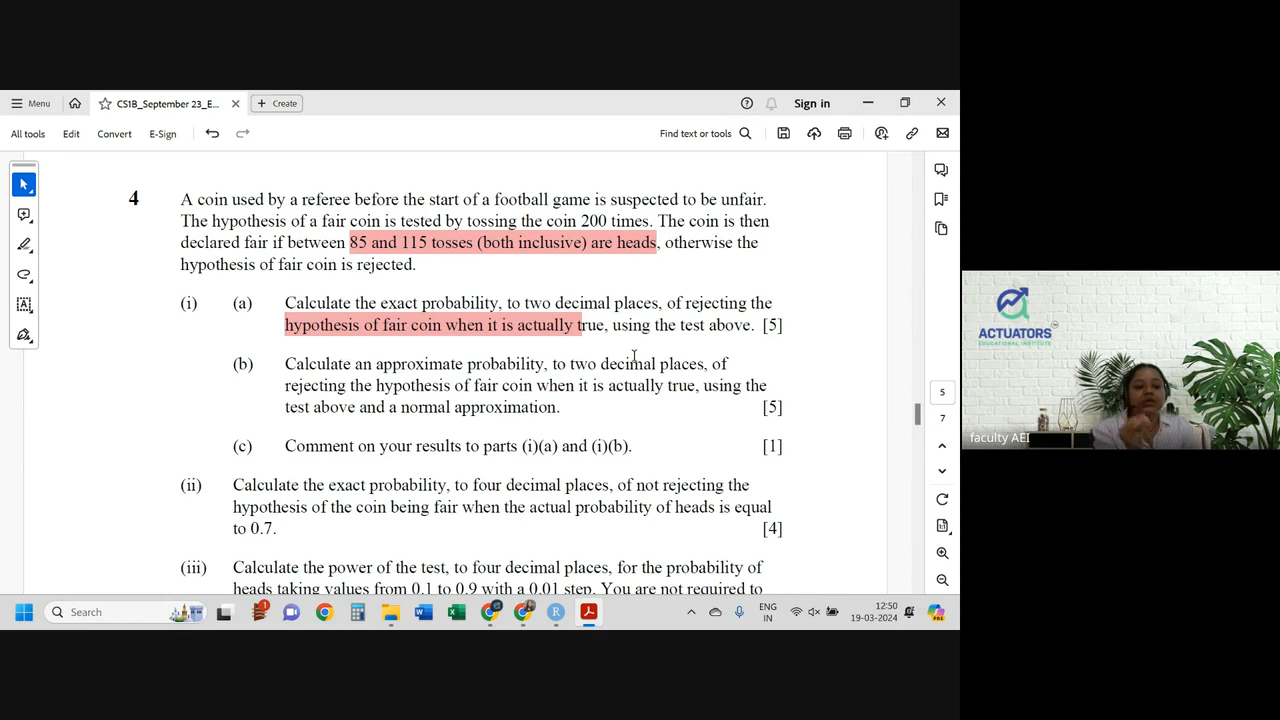 Menu
CS1B_September 23_E...
Create
Sign in
All tools
Edit
Convert
E-Sign
Find text or tools
4
A coin used by a referee before the start of a football game is suspected to be unfair.
The hypothesis of a fair coin is tested by tossing the coin 200 times. The coin is then
declared fair if between 85 and 115 tosses (both inclusive) are heads, otherwise the
hypothesis of fair coin is rejected.
(i) (a) Calculate the exact probability, to two decimal places, of rejecting the
hypothesis of fair coin when it is actually true, using the test above. [5]
(b) Calculate an approximate probability, to two decimal places, of
rejecting the hypothesis of fair coin when it is actually true, using the
test above and a normal approximation. [5]
(c) Comment on your results to parts (i)(a) and (i)(b). [1]
(ii) Calculate the exact probability, to four decimal places, of not rejecting the
hypothesis of the coin being fair when the actual probability of heads is equal
to 0.7. [4]
(iii) Calculate the power of the test, to four decimal places, for the probability of
heads taking values from 0.1 to 0.9 with a 0.01 step. You are not required to
5
7
Search
ENG
IN
12:50
19-03-2024
ACTUATORS
EDUCATIONAL INSTITUTE
faculty AEI